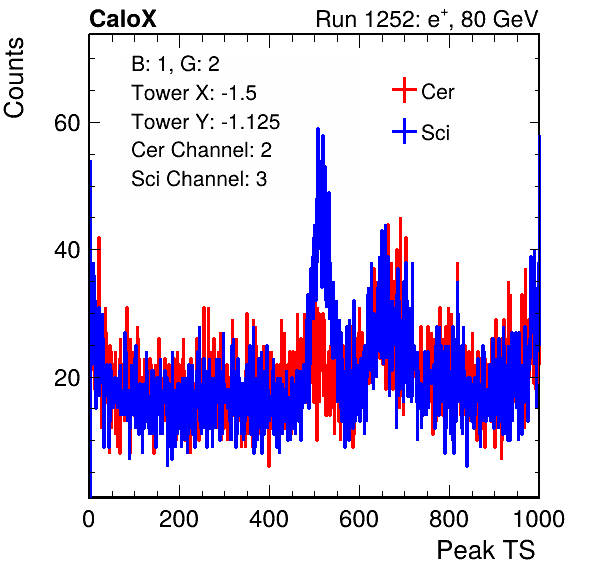 CaloX Run 1252: e+, 80 GeV
Counts
B: 1, G: 2
Tower X: -1.5
Tower Y: -1.125
Cer Channel: 2
Sci Channel: 3
Cer
Sci
60
40
20
0 200 400 600 800 1000
Peak TS